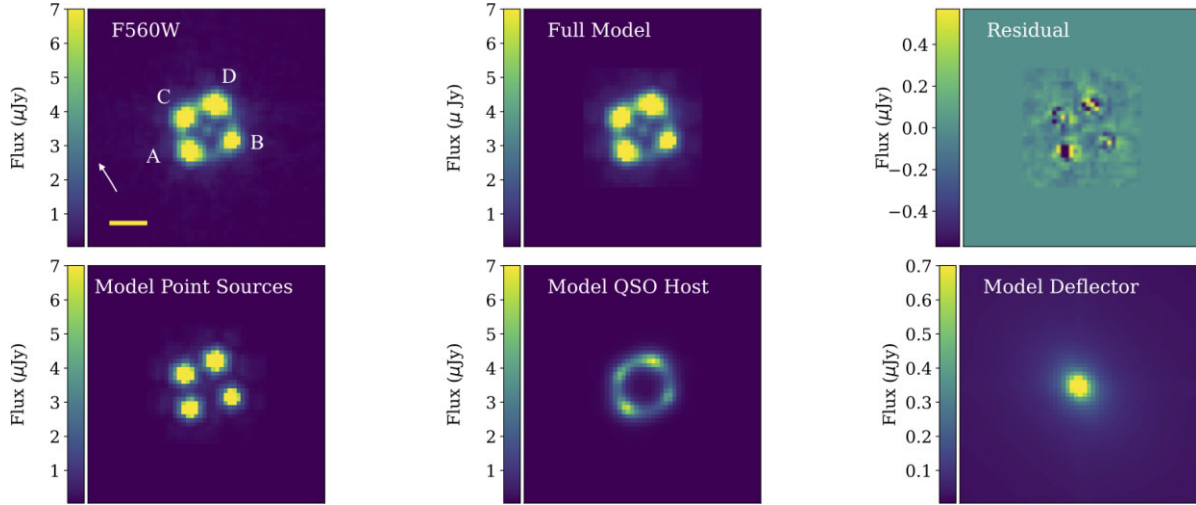 F560W
D
C
B
A
7
6
5
4
3
2
1
Flux (μJy)
Full Model
7
6
5
4
3
2
1
Flux (μ Jy)
Residual
0.4
0.2
0.0
−0.2
−0.4
Flux (μJy)
Model Point Sources
7
6
5
4
3
2
1
Flux (μJy)
Model QSO Host
7
6
5
4
3
2
1
Flux (μJy)
Model Deflector
0.7
0.6
0.5
0.4
0.3
0.2
0.1
Flux (μJy)